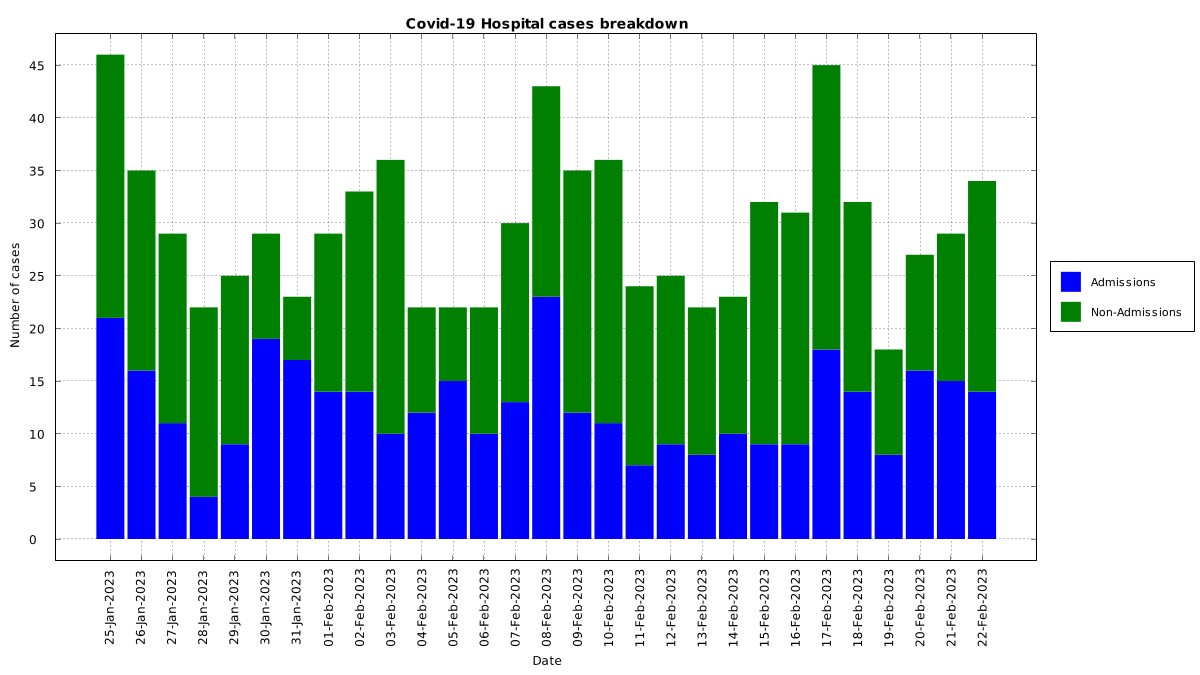 Covid-19 Hospital cases breakdown
45
40
35
30
25
20
15
10
5
0
Number of cases
Admissions
Non-Admissions
25-Jan-2023
26-Jan-2023
27-Jan-2023
28-Jan-2023
29-Jan-2023
30-Jan-2023
31-Jan-2023
01-Feb-2023
02-Feb-2023
03-Feb-2023
04-Feb-2023
05-Feb-2023
06-Feb-2023
07-Feb-2023
08-Feb-2023
09-Feb-2023
10-Feb-2023
11-Feb-2023
12-Feb-2023
13-Feb-2023
14-Feb-2023
15-Feb-2023
16-Feb-2023
17-Feb-2023
18-Feb-2023
19-Feb-2023
20-Feb-2023
21-Feb-2023
22-Feb-2023
Date